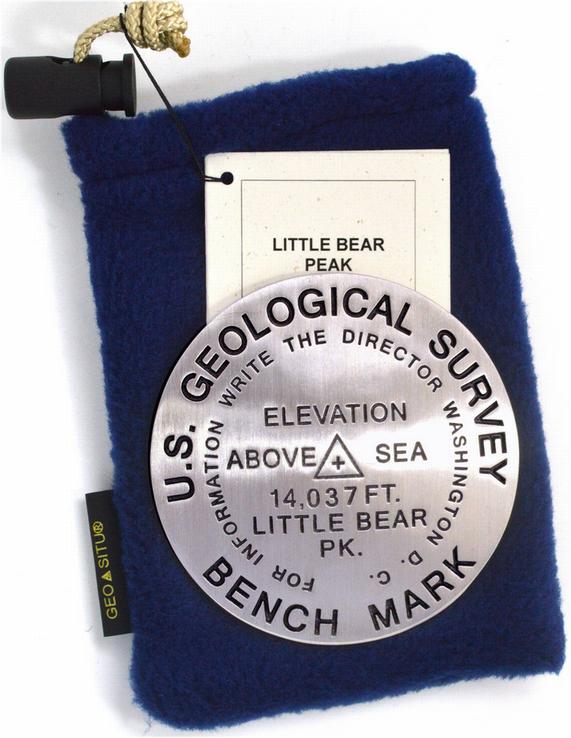 LITTLE BEAR
PEAK
U.S. GEOLOGICAL SURVEY
FOR INFORMATION WRITE THE DIRECTOR WASHINGTON D. C.
ELEVATION
ABOVE SEA
14,037 FT.
LITTLE BEAR
PK.
BENCH MARK
GEO▲SITU®